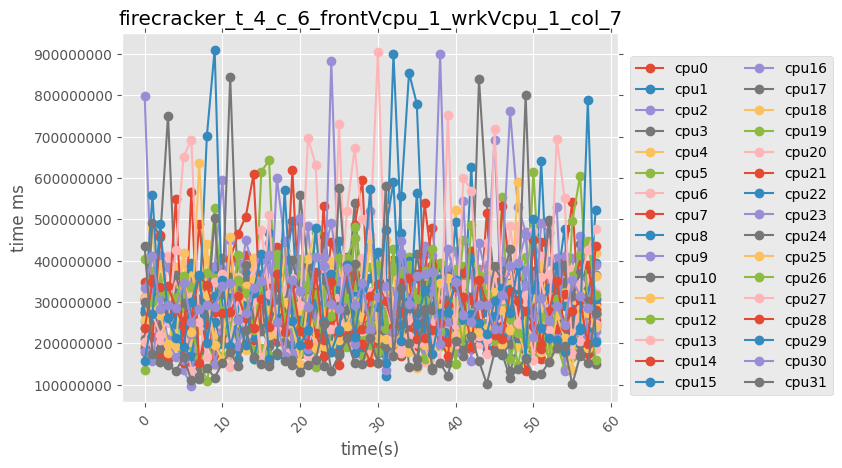 firecracker_t_4_c_6_frontVcpu_1_wrkVcpu_1_col_7
time ms
900000000
800000000
700000000
600000000
500000000
400000000
300000000
200000000
100000000
0
10
20
30
40
50
60
time(s)
cpu0
cpu1
cpu2
cpu3
cpu4
cpu5
cpu6
cpu7
cpu8
cpu9
cpu10
cpu11
cpu12
cpu13
cpu14
cpu15
cpu16
cpu17
cpu18
cpu19
cpu20
cpu21
cpu22
cpu23
cpu24
cpu25
cpu26
cpu27
cpu28
cpu29
cpu30
cpu31